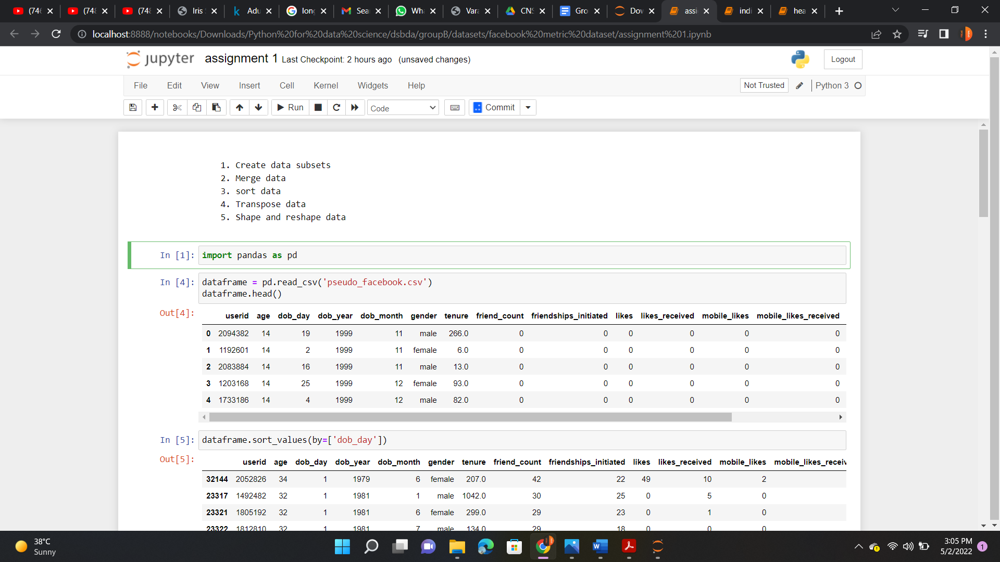 (746
(748
(748
Iris
Adu
long
Sea
Wha
Vara
CNS
Gro
Dow
assi
indi
hea
localhost:8888/notebooks/Downloads/Python%20for%20data%20science/dsbda/groupB/datasets/facebook%20metric%20dataset/assignment%201.ipynb
jupyter assignment 1 Last Checkpoint: 2 hours ago (unsaved changes)
Logout
File Edit View Insert Cell Kernel Widgets Help
Not Trusted
Python 3
Run
Code
Commit
1. Create data subsets
2. Merge data
3. sort data
4. Transpose data
5. Shape and reshape data
In [1]: import pandas as pd
In [4]: dataframe = pd.read_csv('pseudo_facebook.csv')
dataframe.head()
Out[4]:
userid age dob_day dob_year dob_month gender tenure friend_count friendships_initiated likes likes_received mobile_likes mobile_likes_received
0 2094382 14 19 1999 11 male 266.0 0 0 0 0 0 0
1 1192601 14 2 1999 11 female 6.0 0 0 0 0 0 0
2 2083884 14 16 1999 11 male 13.0 0 0 0 0 0 0
3 1203168 14 25 1999 12 female 93.0 0 0 0 0 0 0
4 1733186 14 4 1999 12 male 82.0 0 0 0 0 0 0
In [5]: dataframe.sort_values(by=['dob_day'])
Out[5]:
userid age dob_day dob_year dob_month gender tenure friend_count friendships_initiated likes likes_received mobile_likes mobile_likes_receiv
32144 2052826 34 1 1979 6 female 207.0 42 22 49 10 2
23317 1492482 32 1 1981 1 male 1042.0 30 25 0 5 0
23321 1805192 32 1 1981 6 female 299.0 29 23 0 1 0
23322 1812810 32 1 1981 7 male 134.0 29 18 0 0 0
38°C
Sunny
3:05 PM
5/2/2022
1